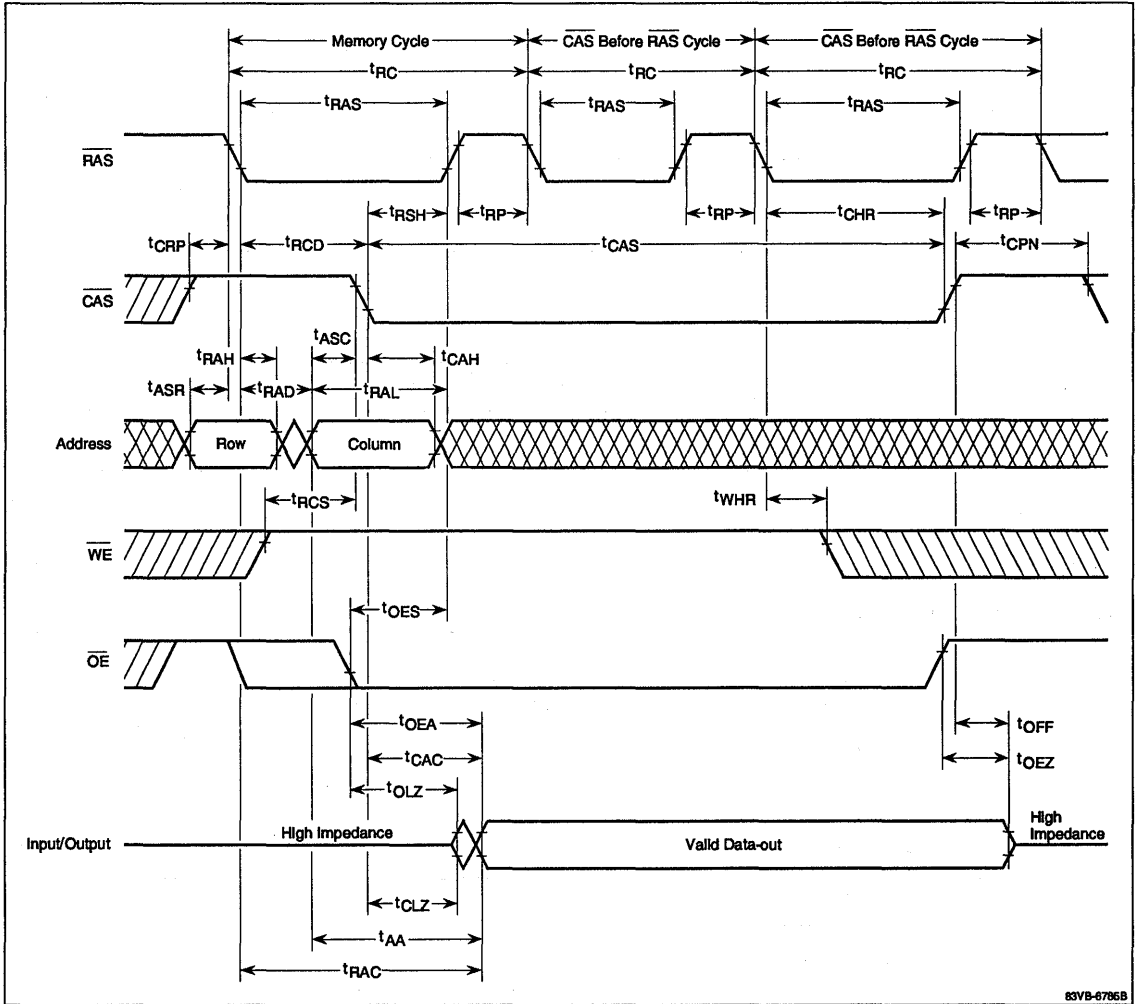 Memory Cycle CAS Before RAS Cycle CAS Before RAS Cycle
tRC tRC tRC
tRAS tRAS tRAS
RAS
tRSH tRP tRP tCHR tRP
tCRP tRCD tCAS tCPN
CAS
tASC
tRAH tCAH
tASR tRAD tRAL
Address Row Column
tRCS tWHR
WE
tOES
OE
tOEA tOFF
tCAC tOEZ
tOLZ
High Impedance High Impedance
Input/Output Valid Data-out
tCLZ
tAA
tRAC
83VB-6785B